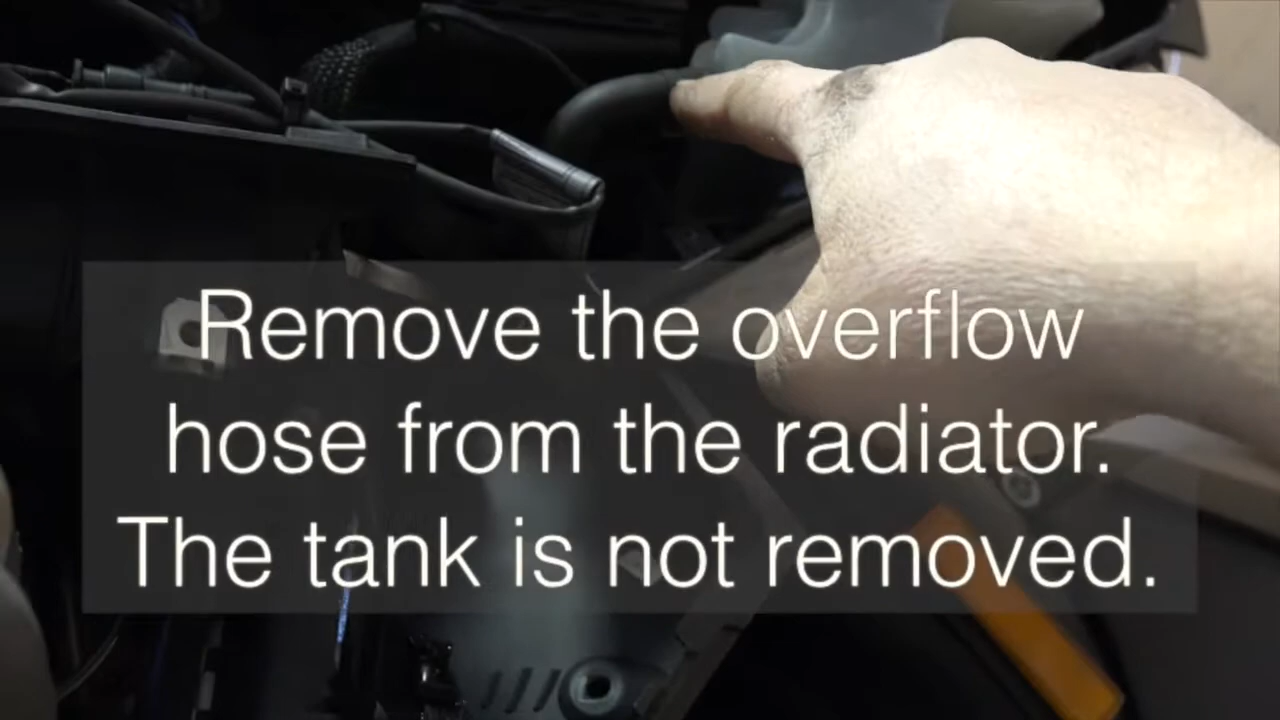 Remove the overflow
hose from the radiator.
The tank is not removed.